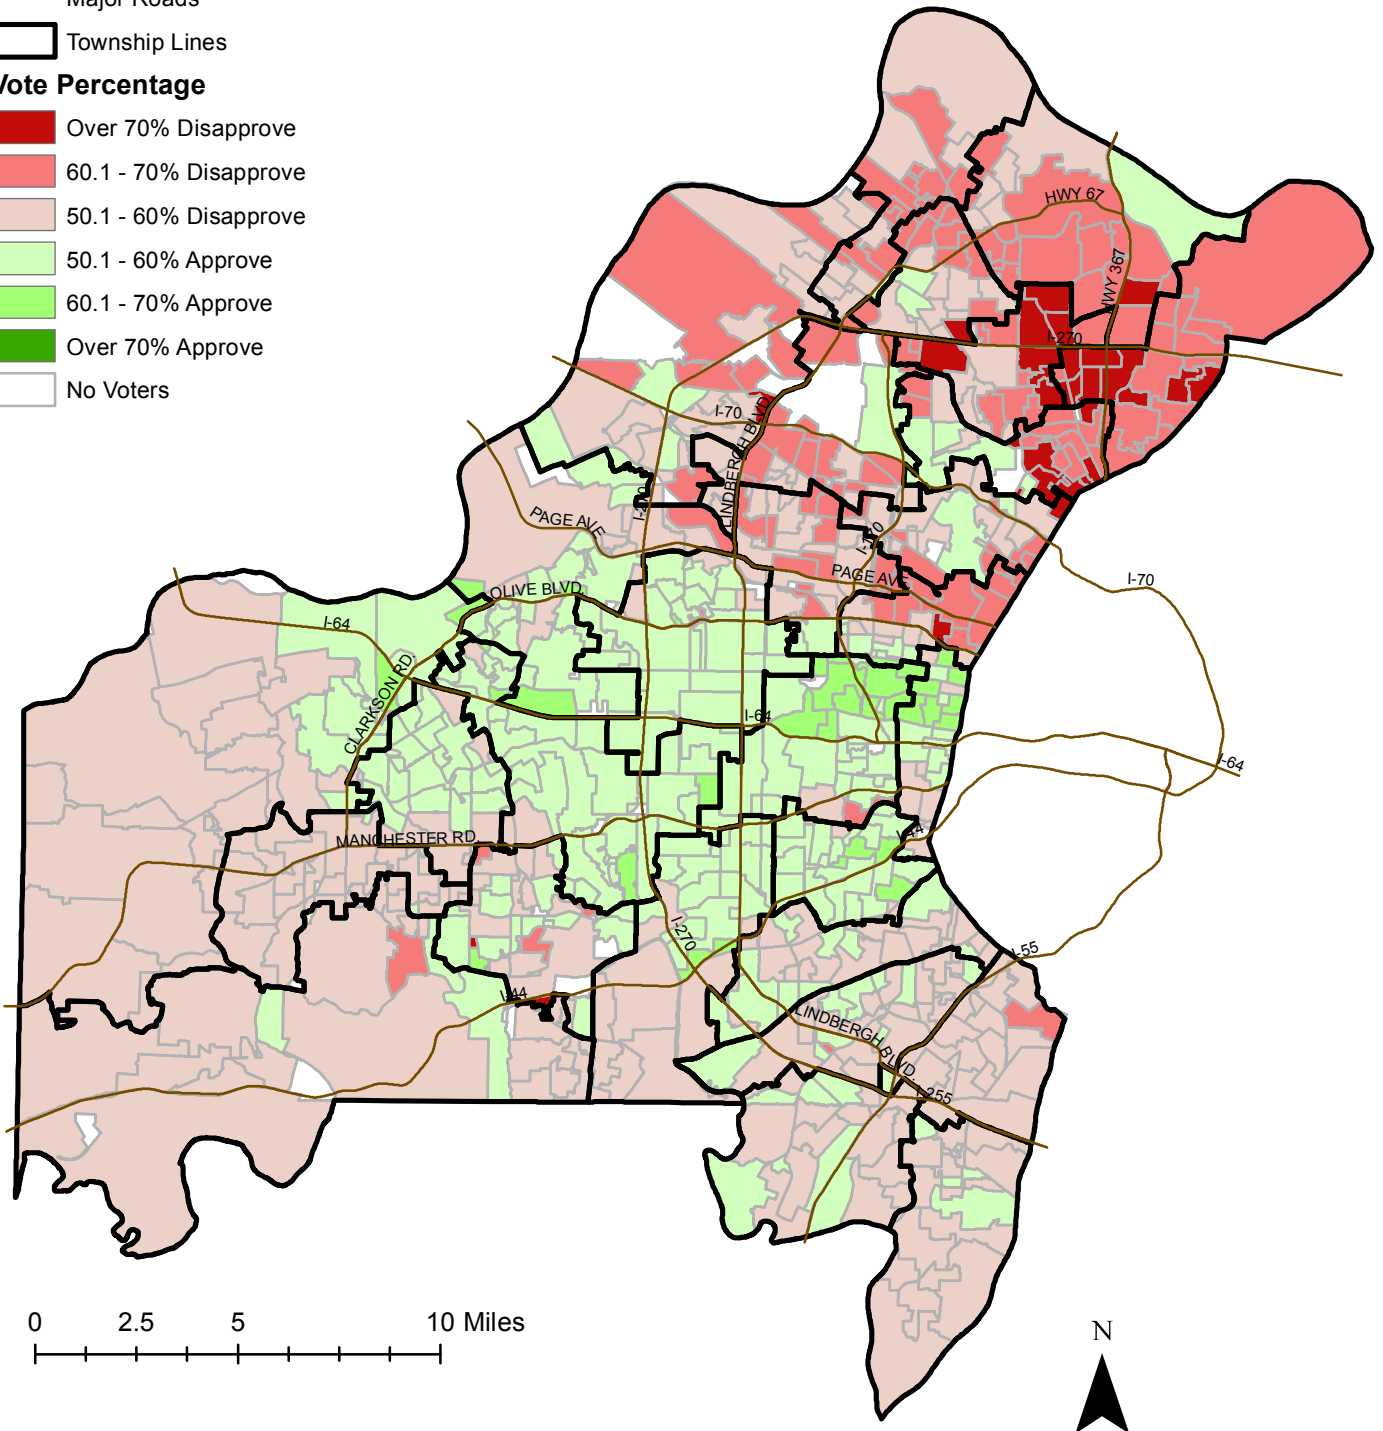 Major Roads
Township Lines
Vote Percentage
Over 70% Disapprove
60.1 - 70% Disapprove
50.1 - 60% Disapprove
50.1 - 60% Approve
60.1 - 70% Approve
Over 70% Approve
No Voters
HWY 67
HWY 367
I-270
I-70
LINDBERGH BLVD.
I-270
PAGE AVE
I-170
PAGE AVE.
I-70
OLIVE BLVD.
I-64
CLARKSON RD.
I-64
I-64
MANCHESTER RD.
I-44
I-270
I-55
I-44
LINDBERGH BLVD.
I-255
0 2.5 5 10 Miles
N